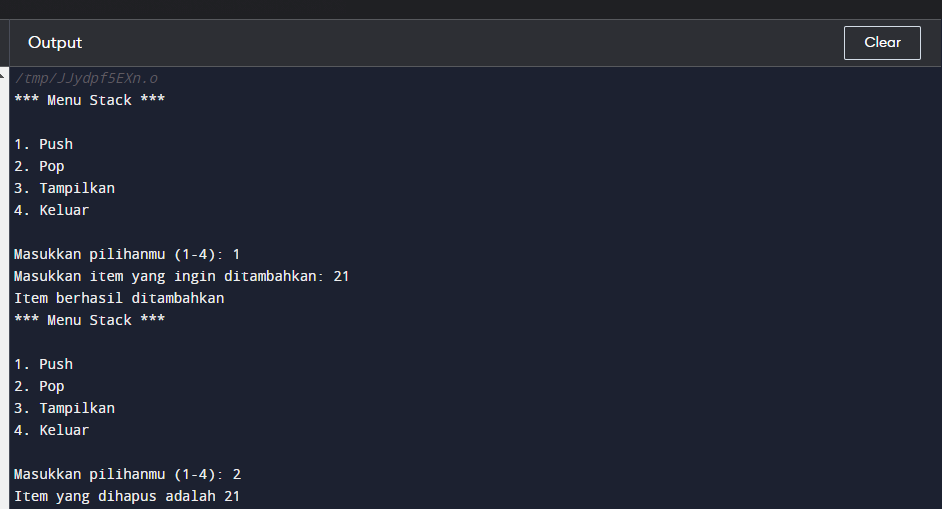 Output
Clear
/tmp/JJydpf5EXn.o
*** Menu Stack ***
1. Push
2. Pop
3. Tampilkan
4. Keluar
Masukkan pilihanmu (1-4): 1
Masukkan item yang ingin ditambahkan: 21
Item berhasil ditambahkan
*** Menu Stack ***
1. Push
2. Pop
3. Tampilkan
4. Keluar
Masukkan pilihanmu (1-4): 2
Item yang dihapus adalah 21